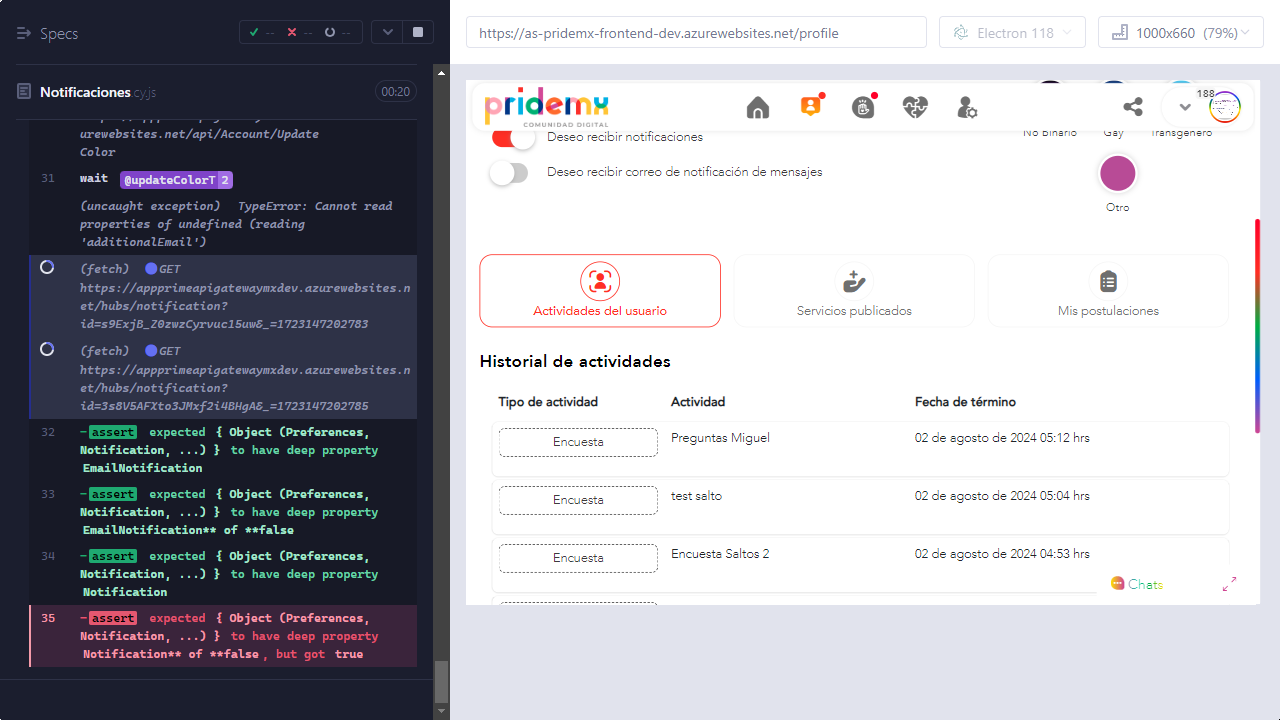 Specs
--
--
--
Notificaciones.cy.js
00:20
urewebsites.net/api/Account/Update
Color
31 wait @updateColorT 2
(uncaught exception) TypeError: Cannot read
properties of undefined (reading
'additionalEmail')
(fetch) GET
https://appprimeapigatewaymxdev.azurewebsites.n
et/hubs/notification?
id=s9ExjB_Z0zwzCyrvuc15uw&_=1723147202783
(fetch) GET
https://appprimeapigatewaymxdev.azurewebsites.n
et/hubs/notification?
id=3s8V5AFXto3JMxf2i4BHgA&_=1723147202785
32 -assert expected { Object (Preferences,
Notification, ...) } to have deep property
EmailNotification
33 -assert expected { Object (Preferences,
Notification, ...) } to have deep property
EmailNotification** of **false
34 -assert expected { Object (Preferences,
Notification, ...) } to have deep property
Notification
35 -assert expected { Object (Preferences,
Notification, ...) } to have deep property
Notification** of **false, but got true
https://as-pridemx-frontend-dev.azurewebsites.net/profile
Electron 118
1000x660 (79%)
pridemx
COMUNIDAD DIGITAL
188
Deseo recibir notificaciones
No Binario Gay Transgénero
Deseo recibir correo de notificación de mensajes
Otro
Actividades del usuario
Servicios publicados
Mis postulaciones
Historial de actividades
Tipo de actividad Actividad Fecha de término
Encuesta Preguntas Miguel 02 de agosto de 2024 05:12 hrs
Encuesta test salto 02 de agosto de 2024 05:04 hrs
Encuesta Encuesta Saltos 2 02 de agosto de 2024 04:53 hrs
Chats